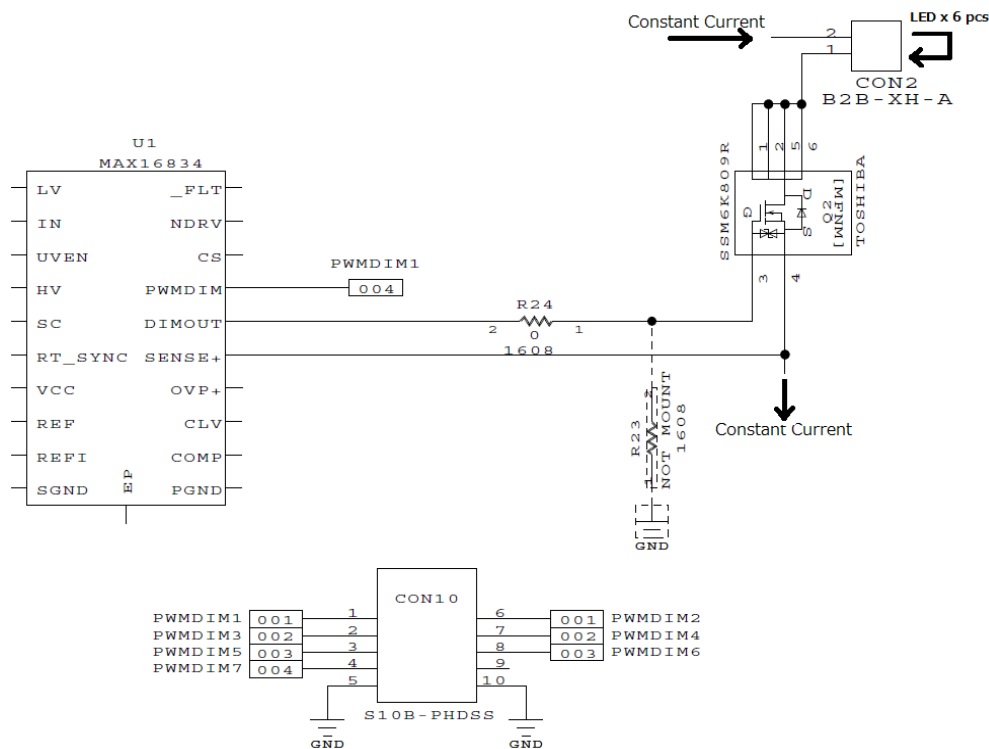 Constant Current
LED x 6 pcs
2
1
CON2
B2B-XH-A
U1
MAX16834
LV
_FLT
IN
NDRV
UVEN
CS
HV
PWMDIM
SC
DIMOUT
RT_SYNC
SENSE+
VCC
OVP+
REF
CLV
REFI
COMP
SGND
PGND
EP
PWMDIM1
004
R24
2
1
0
1608
1
2
5
6
SSM6K809R
D
G
S
Q2
[MFNM]
TOSHIBA
3
4
Constant Current
R23
2
1
NOT MOUNT
1608
GND
CON10
PWMDIM1 001 1
PWMDIM3 002 2
PWMDIM5 003 3
PWMDIM7 004 4
5
6 001 PWMDIM2
7 002 PWMDIM4
8 003 PWMDIM6
9
10
S10B-PHDSS
GND
GND